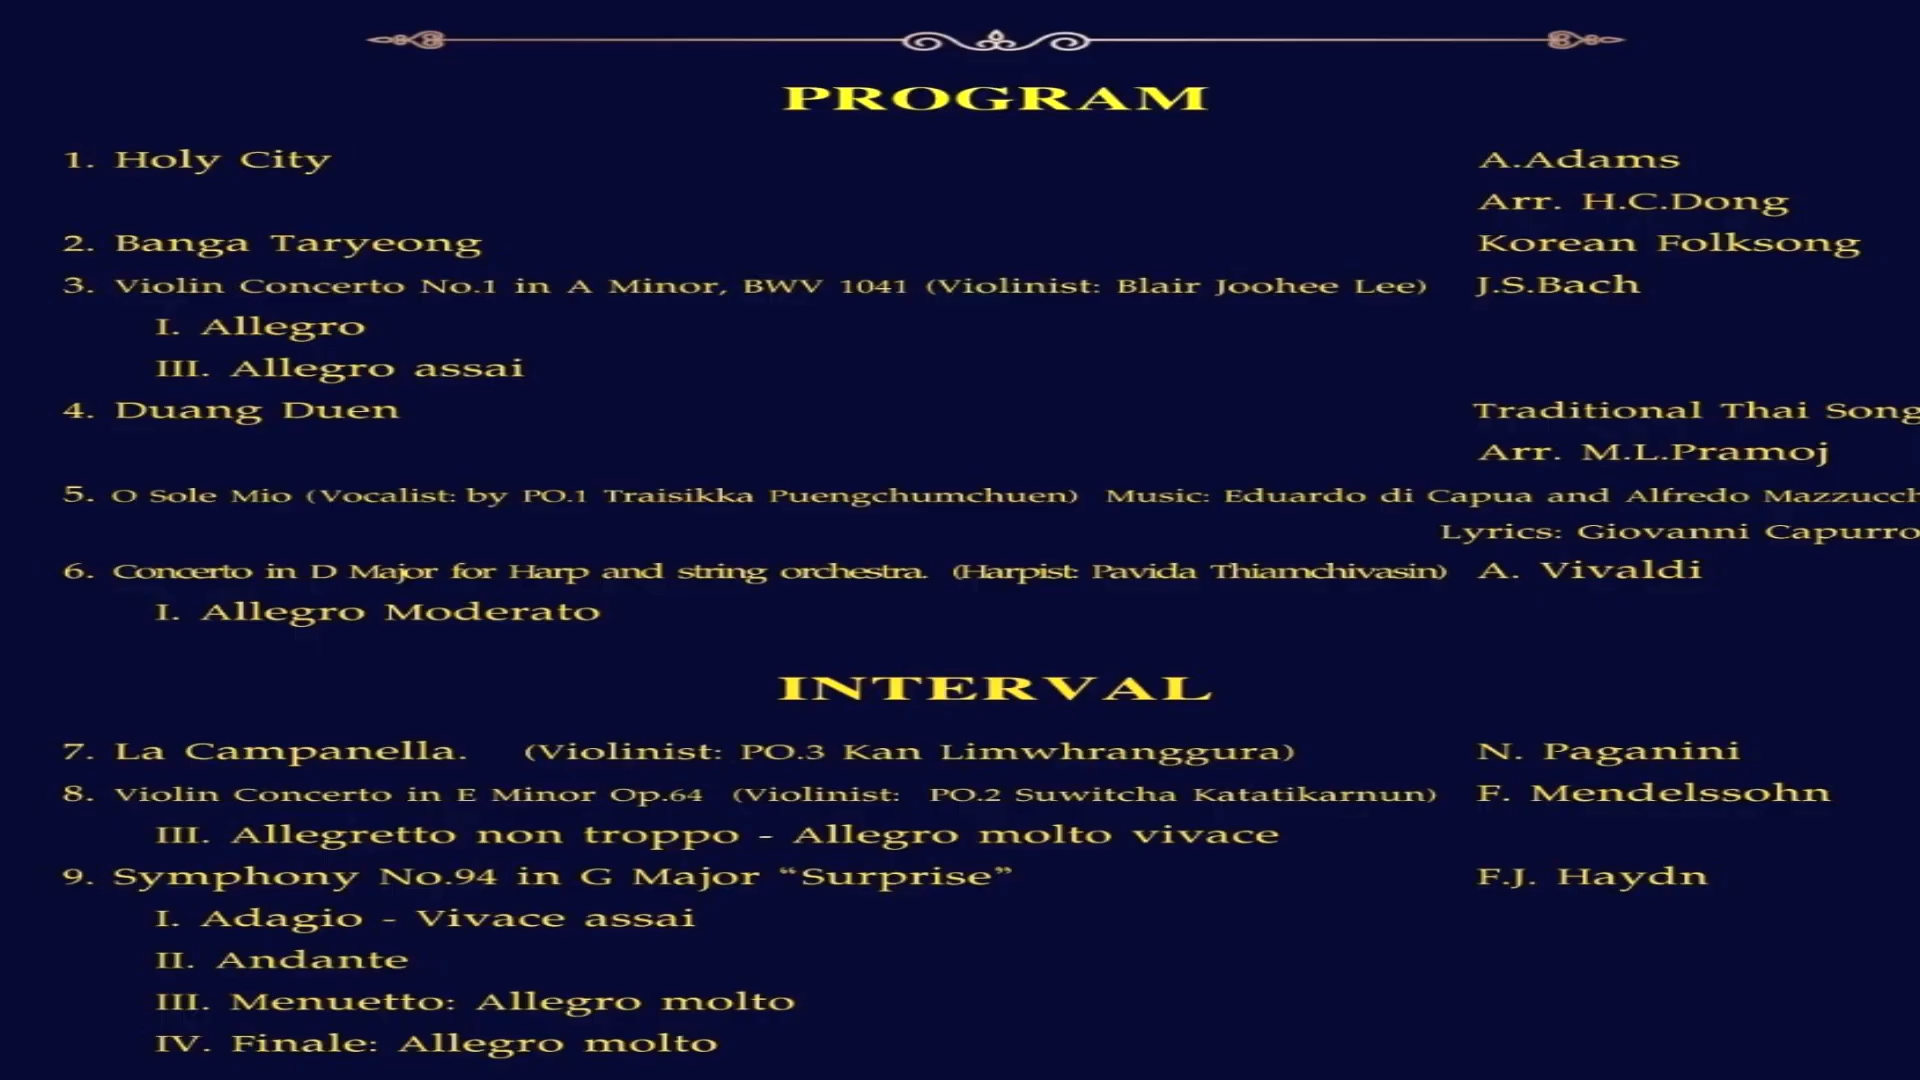 PROGRAM
1. Holy City A.Adams
Arr. H.C.Dong
2. Banga Taryeong Korean Folksong
3. Violin Concerto No.1 in A Minor, BWV 1041 (Violinist: Blair Joohee Lee) J.S.Bach
I. Allegro
III. Allegro assai
4. Duang Duen Traditional Thai Song
Arr. M.L.Pramoj
5. O Sole Mio (Vocalist: by PO.1 Traisikka Puengchumchuen) Music: Eduardo di Capua and Alfredo Mazzucch
Lyrics: Giovanni Capurro
6. Concerto in D Major for Harp and string orchestra. (Harpist: Pavida Thiamchivasin) A. Vivaldi
I. Allegro Moderato
INTERVAL
7. La Campanella. (Violinist: PO.3 Kan Limwhranggura) N. Paganini
8. Violin Concerto in E Minor Op.64 (Violinist: PO.2 Suwitcha Katatikarnun) F. Mendelssohn
III. Allegretto non troppo - Allegro molto vivace
9. Symphony No.94 in G Major “Surprise” F.J. Haydn
I. Adagio - Vivace assai
II. Andante
III. Menuetto: Allegro molto
IV. Finale: Allegro molto